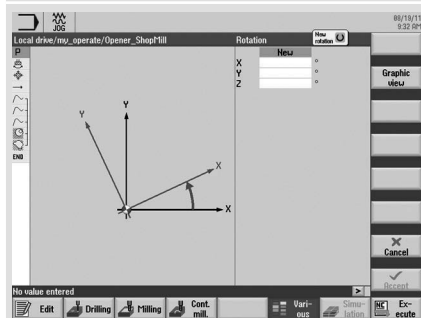 JOG
08/18/11
9:32 AM
Local drive/my_operate/Opener_ShopMill
Rotation
New
rotation
New
P
X °
Y °
Z °
Graphic
view
Y
Y
X
X
END
Cancel
Accept
No value entered
Edit
Drilling
Milling
Cont.
mill.
Vari-
ous
Simu-
lation
NC
Ex-
ecute